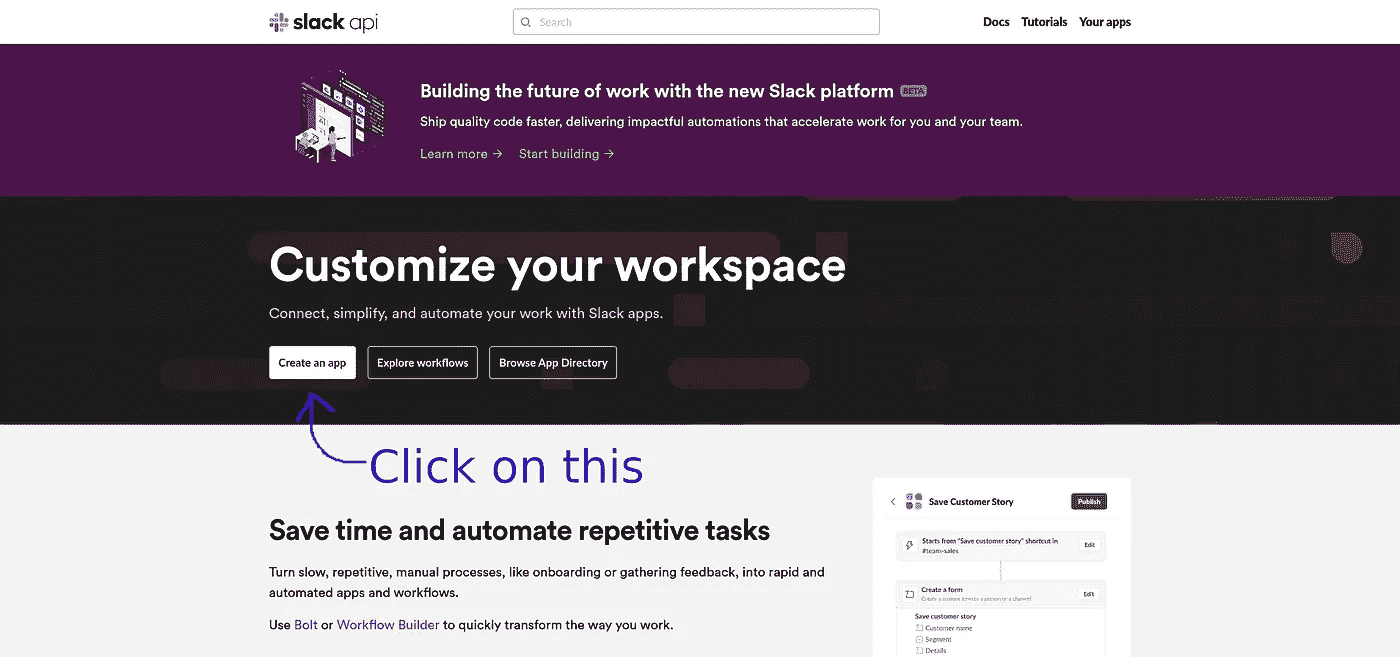 slack api
Search
Docs Tutorials Your apps
Building the future of work with the new Slack platform BETA
Ship quality code faster, delivering impactful automations that accelerate work for you and your team.
Learn more → Start building →
Customize your workspace
Connect, simplify, and automate your work with Slack apps.
Create an app Explore workflows Browse App Directory
Click on this
Save time and automate repetitive tasks
Turn slow, repetitive, manual processes, like onboarding or gathering feedback, into rapid and
automated apps and workflows.
Use Bolt or Workflow Builder to quickly transform the way you work.
Save Customer Story Publish
Starts from "Save customer story" shortcut in
#team-sales
Edit
Create a form
Create a custom form to a person or a channel
Edit
Save customer story
Customer name
Segment
Details